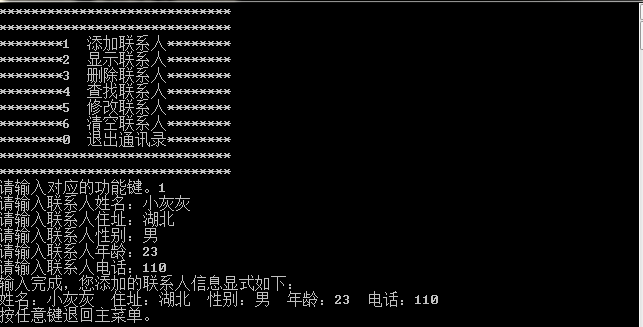 *****************************
*****************************
********1  添加联系人********
********2  显示联系人********
********3  删除联系人********
********4  查找联系人********
********5  修改联系人********
********6  清空联系人********
********0  退出通讯录********
*****************************
*****************************
请输入对应的功能键。1
请输入联系人姓名：小灰灰
请输入联系人住址：湖北
请输入联系人性别：男
请输入联系人年龄：23
请输入联系人电话：110
输入完成，您添加的联系人信息显式如下：
姓名：小灰灰  住址：湖北  性别：男  年龄：23  电话：110
按任意键退回主菜单。